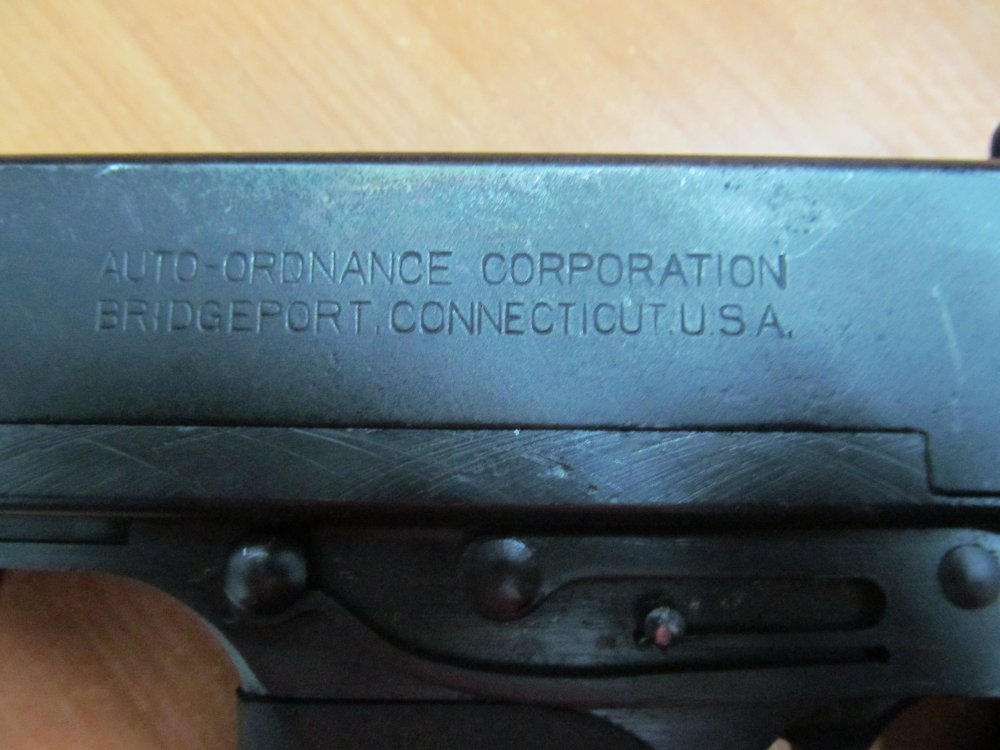 AUTO-ORDNANCE CORPORATION
BRIDGEPORT, CONNECTICUT. U.S.A.